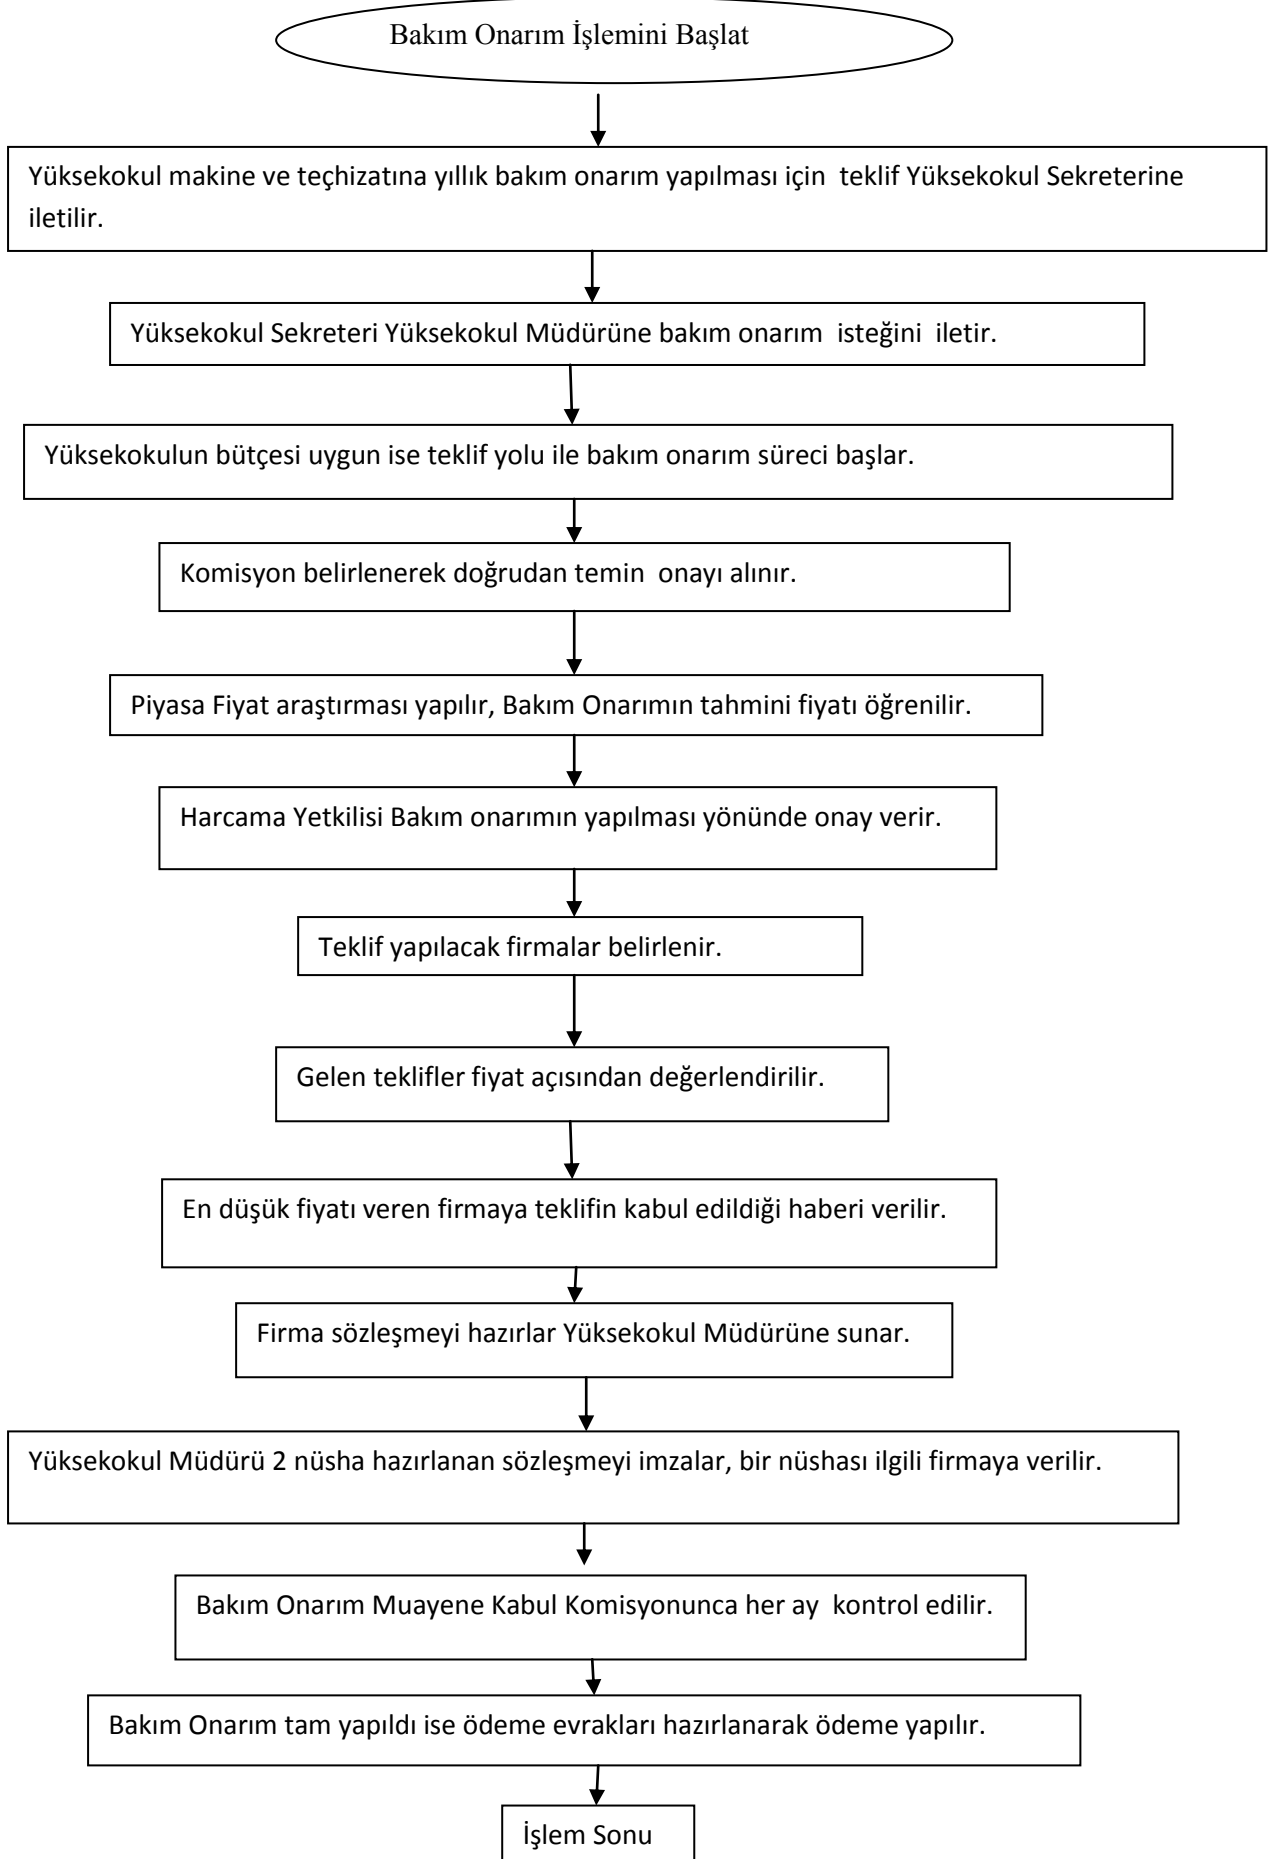 Bakım Onarım İşlemini Başlat
Yüksekokul makine ve teçhizatına yıllık bakım onarım yapılması için  teklif Yüksekokul Sekreterine
iletilir.
Yüksekokul Sekreteri Yüksekokul Müdürüne bakım onarım  isteğini  iletir.
Yüksekokulun bütçesi uygun ise teklif yolu ile bakım onarım süreci başlar.
Komisyon belirlenerek doğrudan temin  onayı alınır.
Piyasa Fiyat araştırması yapılır, Bakım Onarımın tahmini fiyatı öğrenilir.
Harcama Yetkilisi Bakım onarımın yapılması yönünde onay verir.
Teklif yapılacak firmalar belirlenir.
Gelen teklifler fiyat açısından değerlendirilir.
En düşük fiyatı veren firmaya teklifin kabul edildiği haberi verilir.
Firma sözleşmeyi hazırlar Yüksekokul Müdürüne sunar.
Yüksekokul Müdürü 2 nüsha hazırlanan sözleşmeyi imzalar, bir nüshası ilgili firmaya verilir.
Bakım Onarım Muayene Kabul Komisyonunca her ay  kontrol edilir.
Bakım Onarım tam yapıldı ise ödeme evrakları hazırlanarak ödeme yapılır.
İşlem Sonu